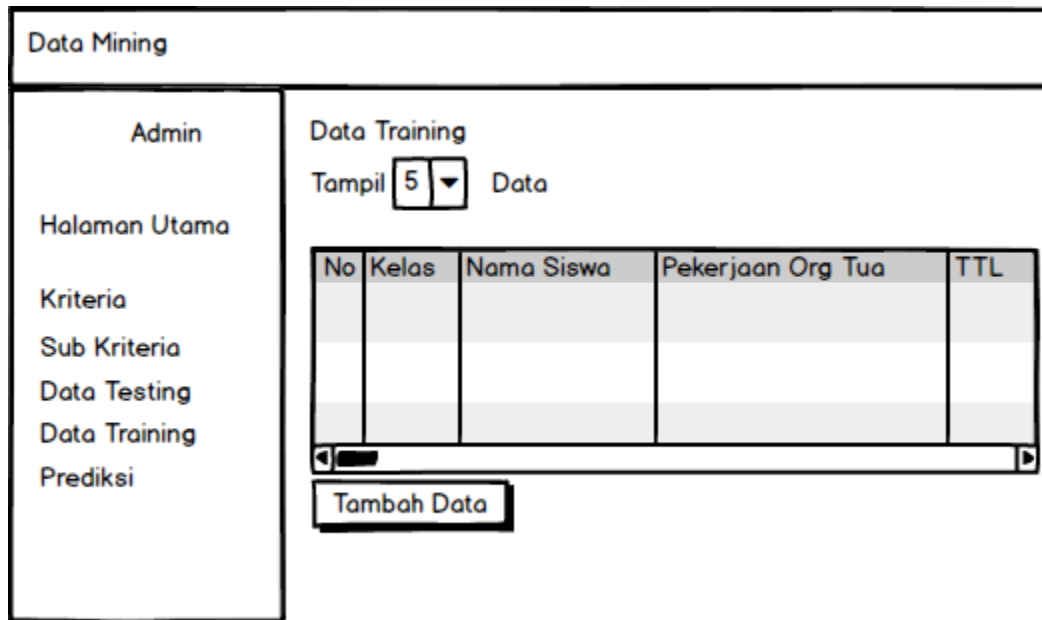 Data Mining
Admin
Halaman Utama
Kriteria
Sub Kriteria
Data Testing
Data Training
Prediksi
Data Training
Tampil 5 Data
No Kelas Nama Siswa Pekerjaan Org Tua TTL
Tambah Data